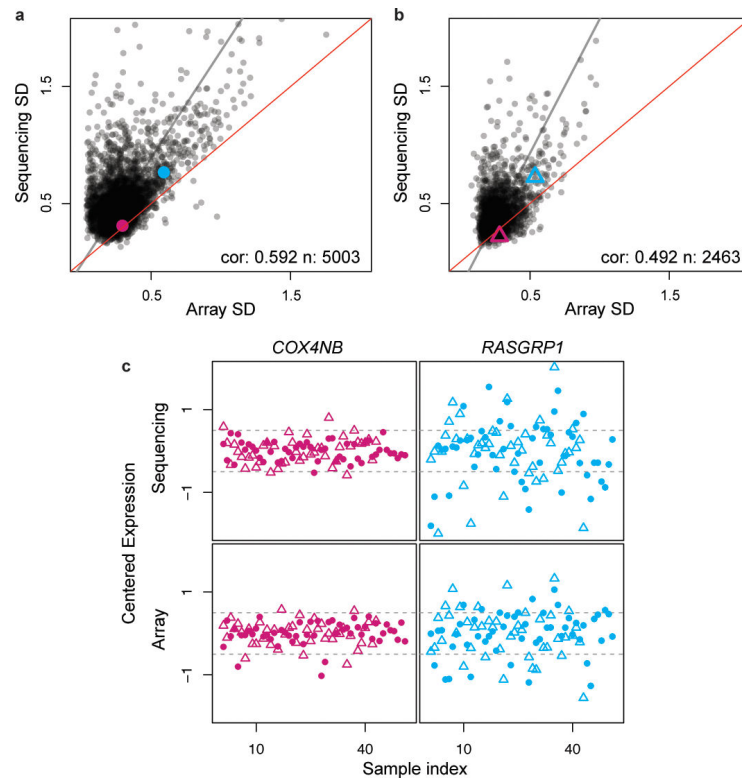 a
b
Sequencing SD
1.5
0.5
cor: 0.592 n: 5003
0.5
1.5
Array SD
Sequencing SD
1.5
0.5
cor: 0.492 n: 2463
0.5
1.5
Array SD
c
COX4NB
RASGRP1
Centered Expression
Sequencing
1
-1
Array
1
-1
10
40
10
40
Sample index